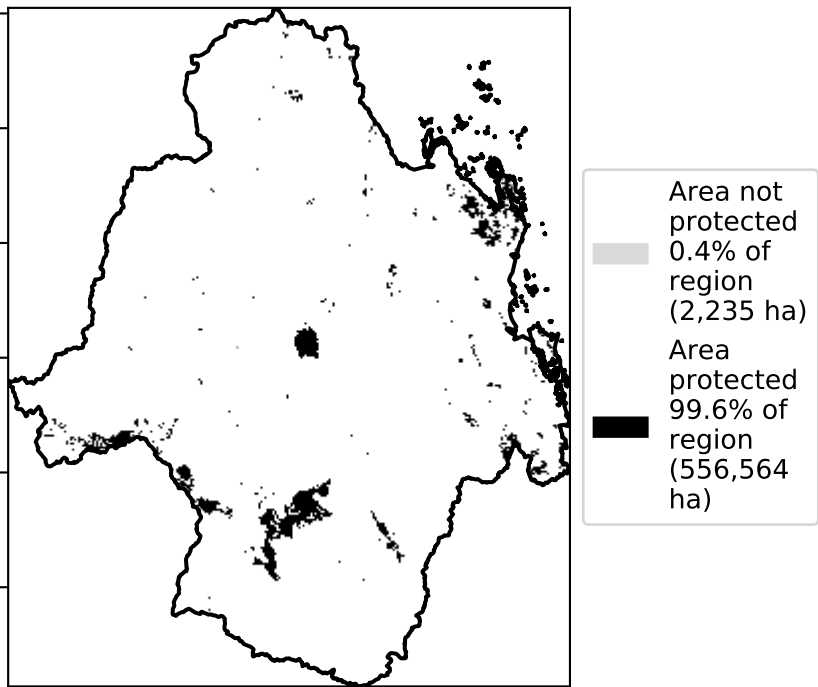 Area not
protected
0.4% of
region
(2,235 ha)
Area
protected
99.6% of
region
(556,564
ha)